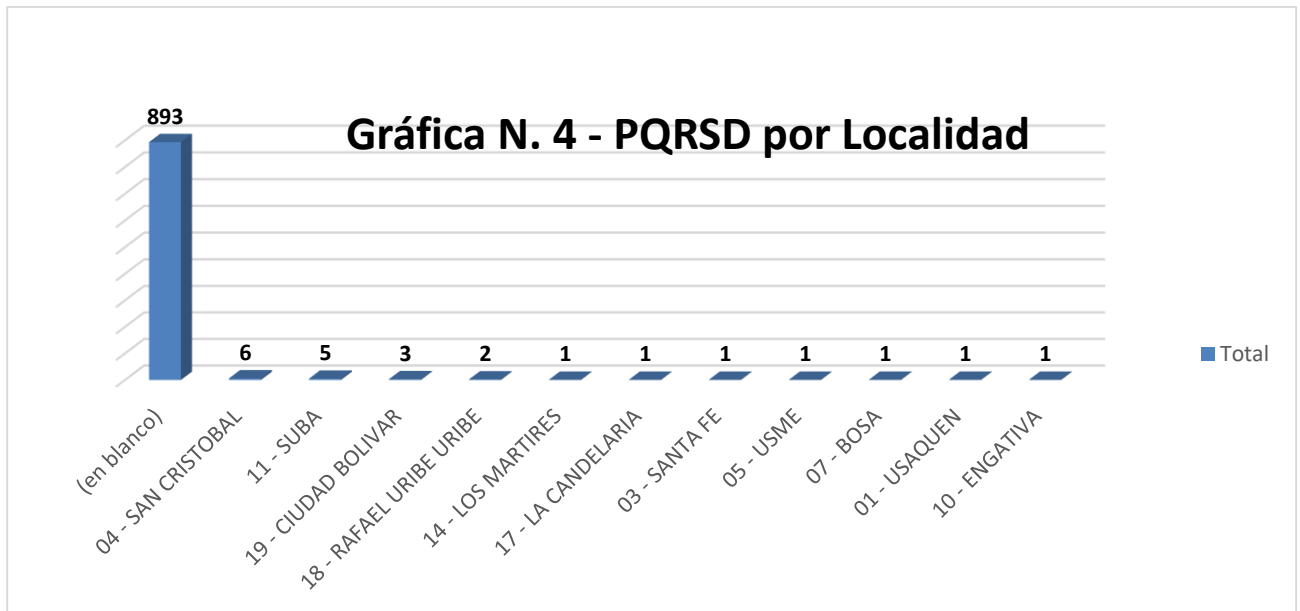 893
Gráfica N. 4 - PQRSD por Localidad
6 5 3 2 1 1 1 1 1 1 1
Total
(en blanco)
04 - SAN CRISTOBAL
11 - SUBA
19 - CIUDAD BOLIVAR
18 - RAFAEL URIBE URIBE
14 - LOS MARTIRES
17 - LA CANDELARIA
03 - SANTA FE
05 - USME
07 - BOSA
01 - USAQUEN
10 - ENGATIVA